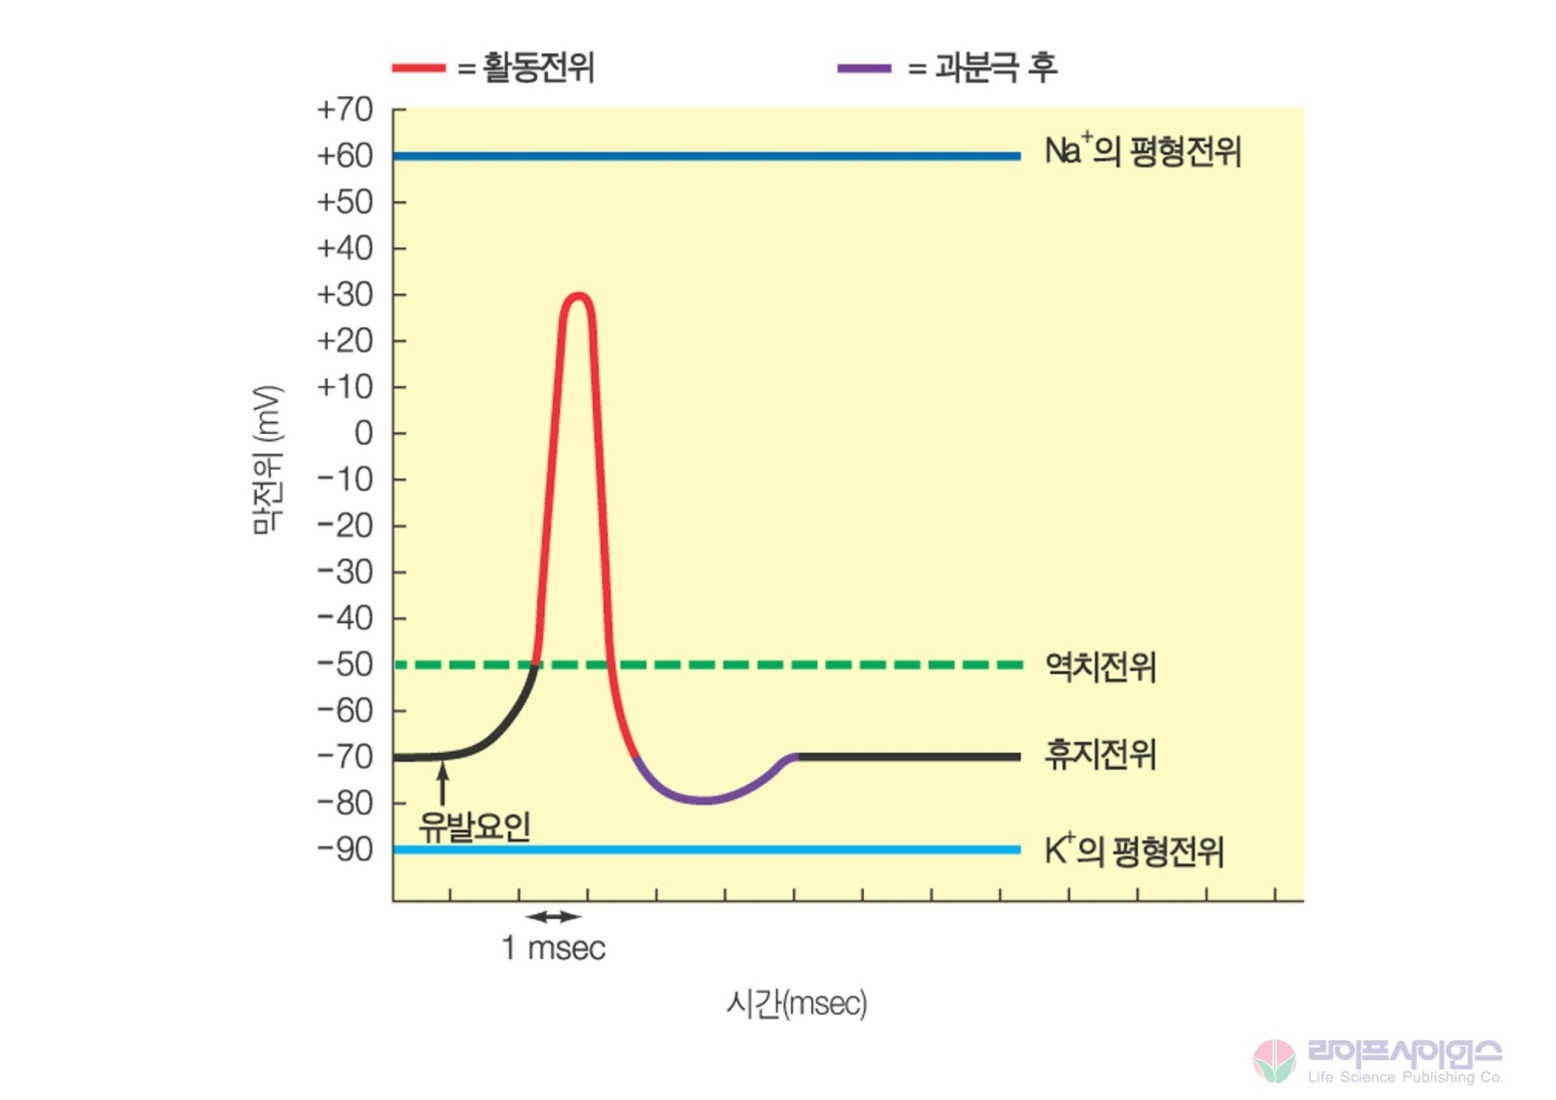 = 활동전위
= 과분극 후
+70
+60
+50
+40
+30
+20
+10
0
−10
−20
−30
−40
−50
−60
−70
−80
−90
막전위 (mV)
Na+의 평형전위
역치전위
휴지전위
유발요인
K+의 평형전위
1 msec
시간(msec)
라이프사이언스
Life Science Publishing Co.